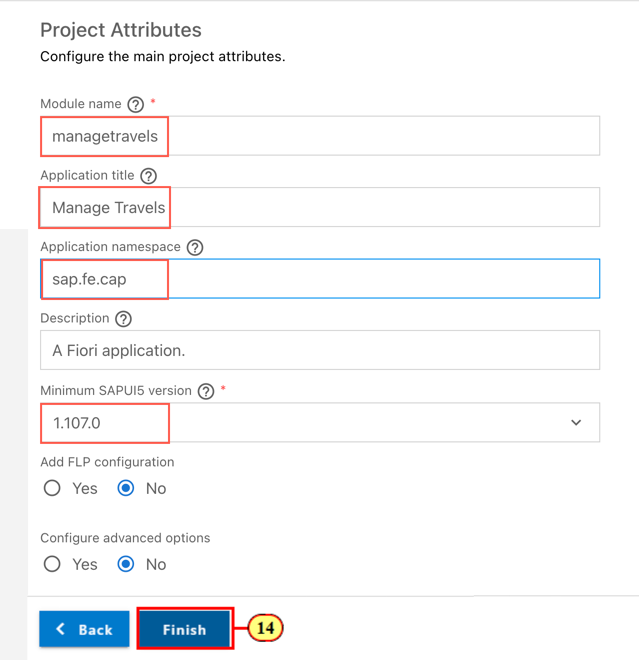 Project Attributes
Configure the main project attributes.
Module name ? *
managetravels
Application title ?
Manage Travels
Application namespace ?
sap.fe.cap
Description ?
A Fiori application.
Minimum SAPUI5 version ? *
1.107.0
Add FLP configuration
Yes No
Configure advanced options
Yes No
Back Finish 14